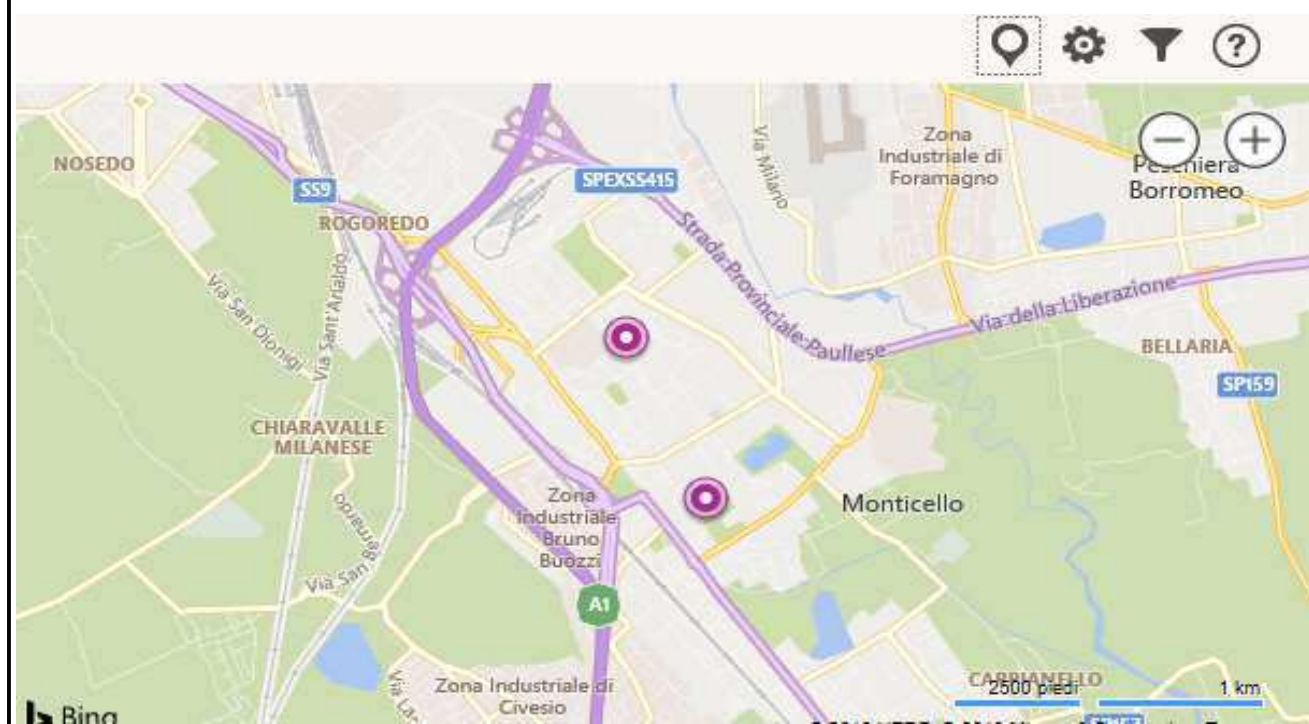 ?
NOSEDO
SS9
ROGOREDO
SPEXSS415
Via Milano
Zona
Industriale di
Foramagno
Peschiera
Borromeo
Strada Provinciale Paullese
Via della Liberazione
BELLARIA
SP159
Via San Dionigi
Via Sant'Arialdo
CHIARAVALLE
MILANESE
Via San Bernardo
Zona
Industriale
Bruno
Buozzi
Monticello
A1
Zona Industriale di
Civesio
Via La
CARPIANELLO
2500 piedi
1 km
Bing